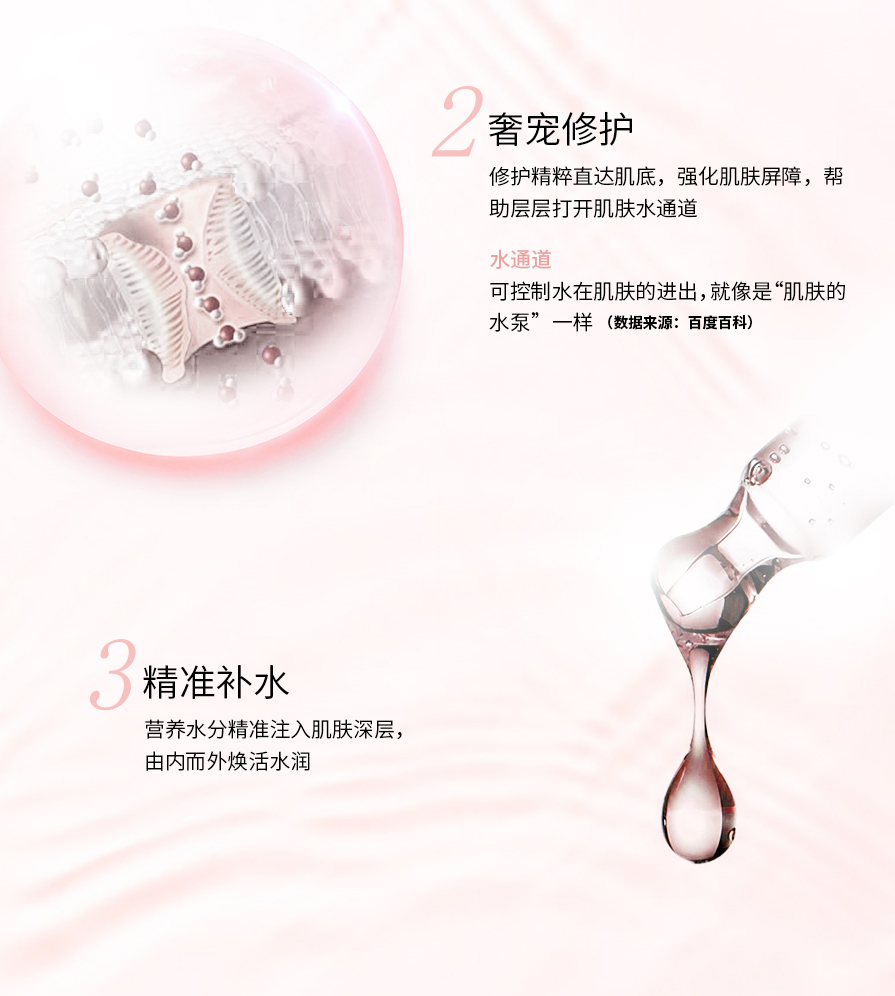 2 奢宠修护
修护精粹直达肌底，强化肌肤屏障，帮
助层层打开肌肤水通道
水通道
可控制水在肌肤的进出，就像是“肌肤的
水泵” 一样（数据来源：百度百科）
3 精准补水
营养水分精准注入肌肤深层，
由内而外焕活水润